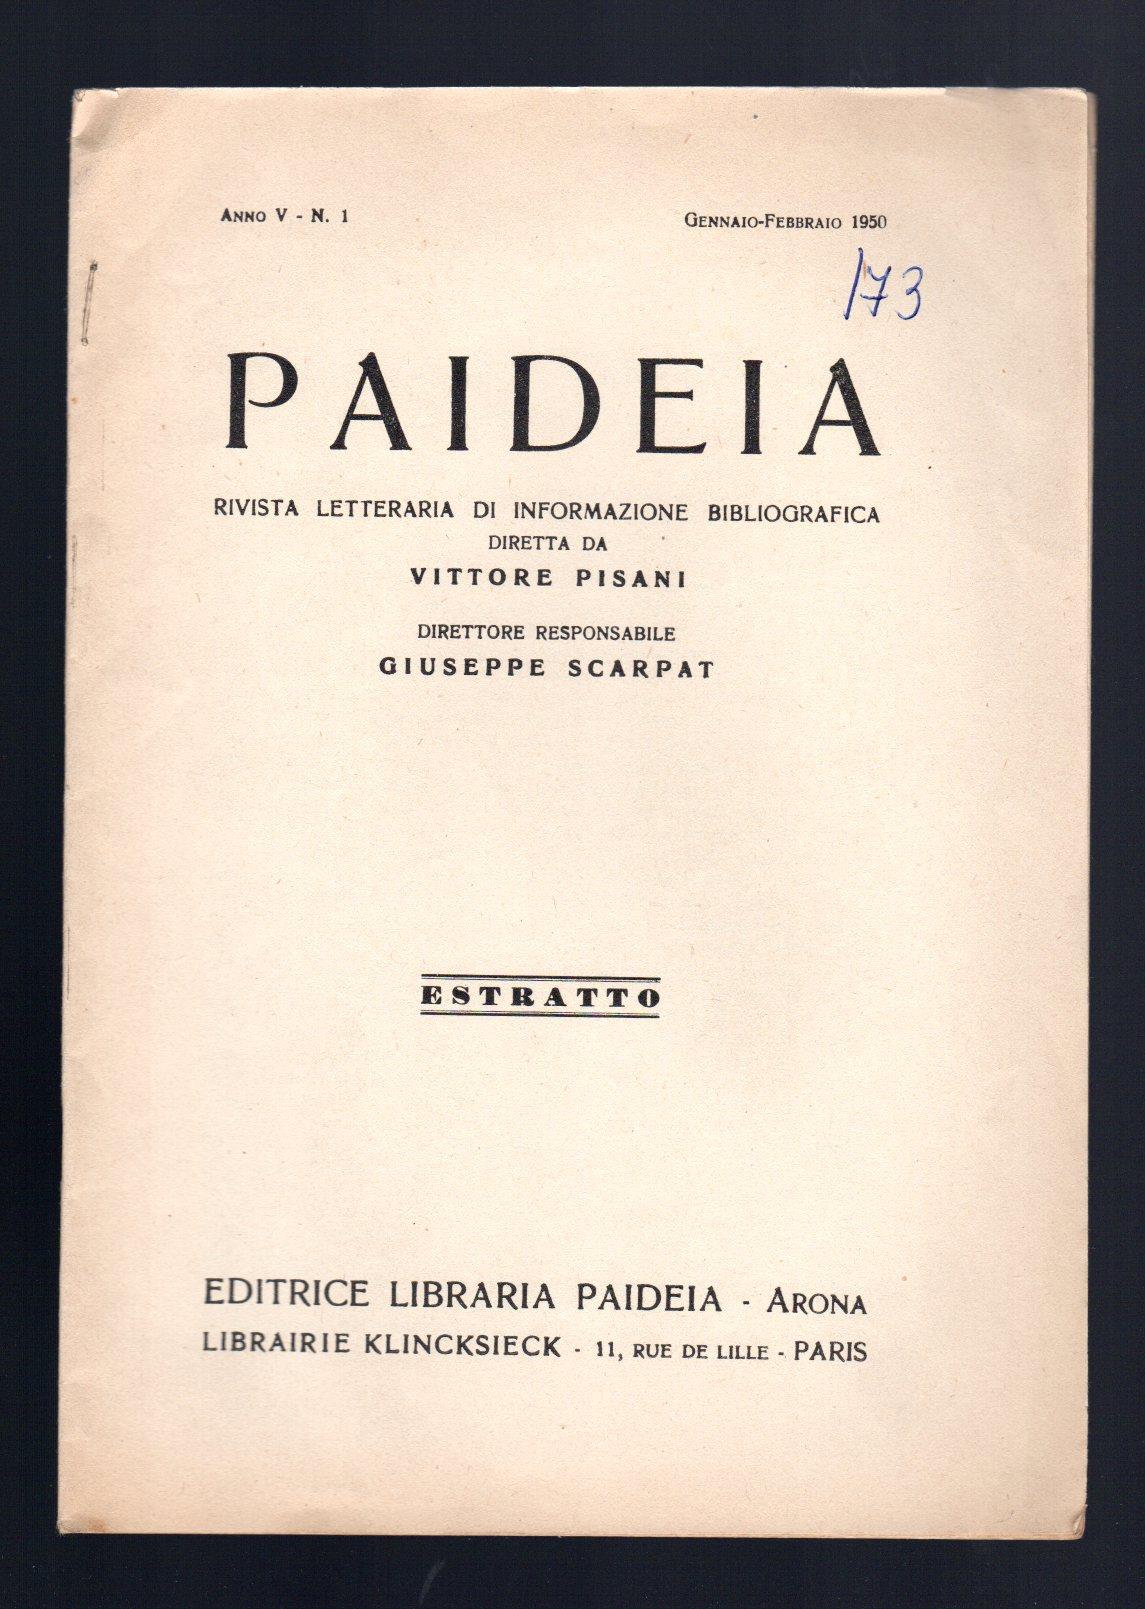 ANNO V - N. 1
GENNAIO-FEBBRAIO 1950
173
PAIDEIA
RIVISTA LETTERARIA DI INFORMAZIONE BIBLIOGRAFICA
DIRETTA DA
VITTORE PISANI
DIRETTORE RESPONSABILE
GIUSEPPE SCARPAT
ESTRATTO
EDITRICE LIBRARIA PAIDEIA - ARONA
LIBRAIRIE KLINCKSIECK - 11, RUE DE LILLE - PARIS